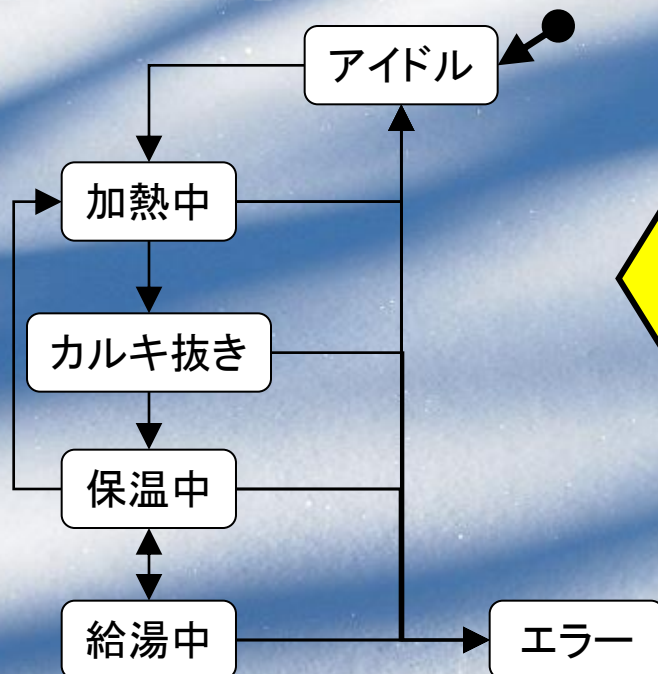 アイドル
加熱中
カルキ抜き
保温中
給湯中
エラー